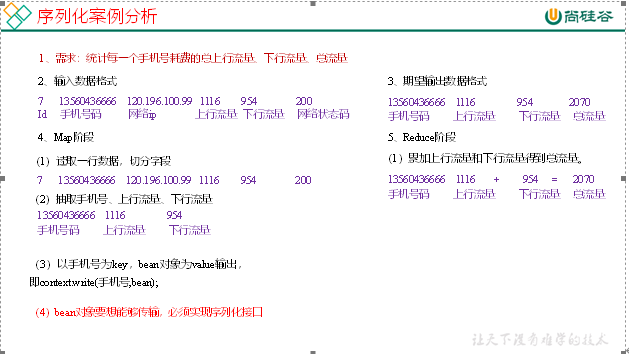 序列化案例分析
尚硅谷
1、需求：统计每一个手机号耗费的总上行流量、下行流量、总流量
2、输入数据格式
7 13560436666 120.196.100.99 1116 954 200
Id 手机号码 网络ip 上行流量 下行流量 网络状态码
4、Map阶段
（1）读取一行数据，切分字段
7 13560436666 120.196.100.99 1116 954 200
（2）抽取手机号、上行流量、下行流量
13560436666 1116 954
手机号码 上行流量 下行流量
（3）以手机号为key，bean对象为value输出，
即context.write(手机号,bean);
（4）bean对象要想能够传输，必须实现序列化接口
3、期望输出数据格式
13560436666 1116 954 2070
手机号码 上行流量 下行流量 总流量
5、Reduce阶段
（1）累加上行流量和下行流量得到总流量。
13560436666 1116 + 954 = 2070
手机号码 上行流量 下行流量 总流量
让天下没有难学的技术